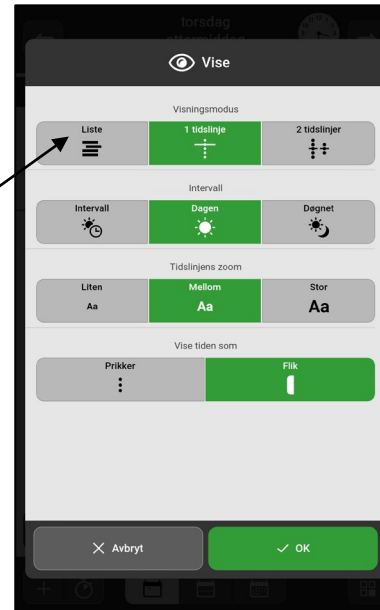 torsdag
ettermiddag
Vise
Visningsmodus
Liste
1 tidslinje
2 tidslinjer
Intervall
Intervall
Dagen
Døgnet
Tidslinjens zoom
Liten
Mellom
Stor
Aa
Aa
Aa
Vise tiden som
Prikker
Flik
Avbryt
OK